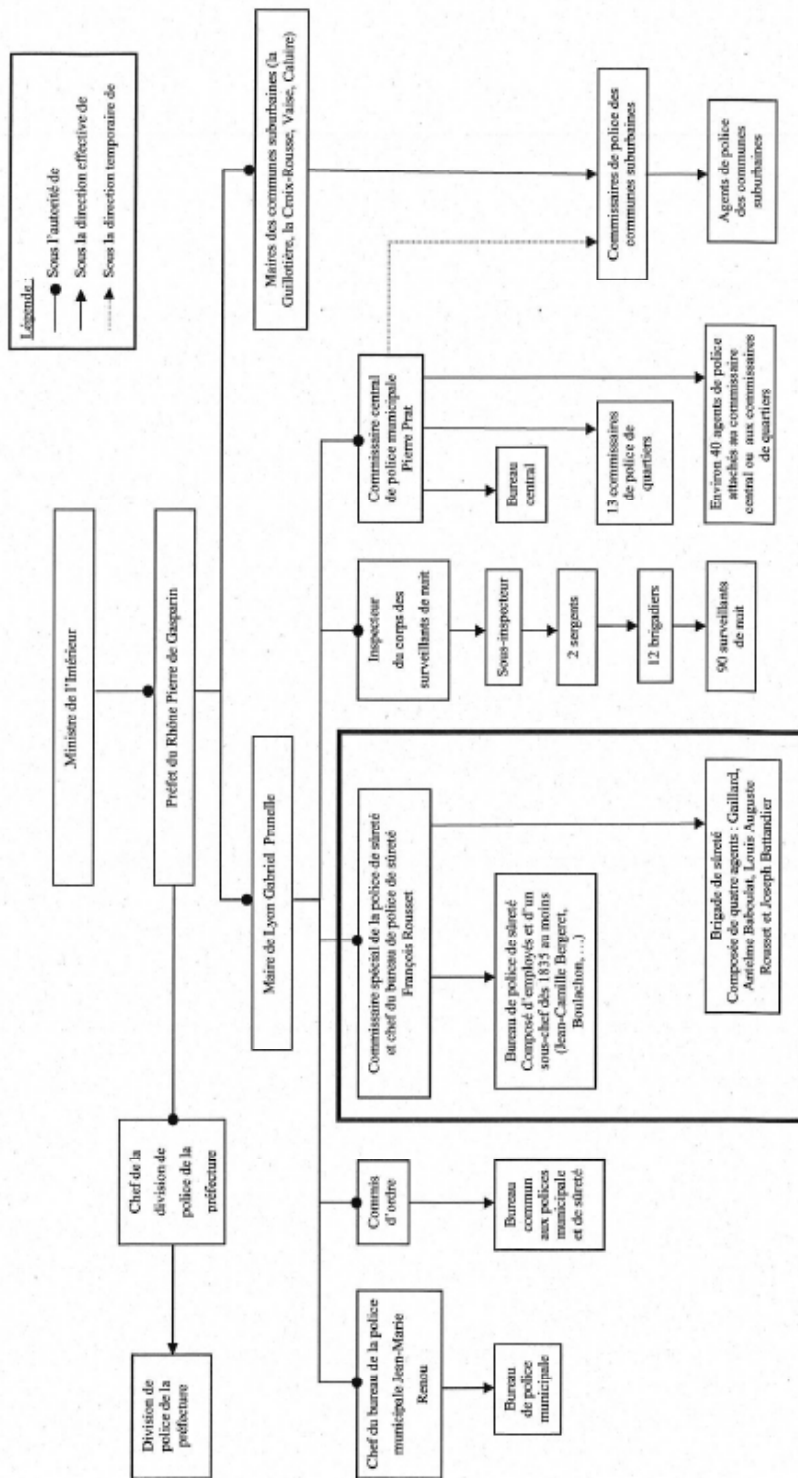 Légende :
Sous l'autorité de
Sous la direction effective de
Sous la direction temporaire de
Ministre de l'Intérieur
Préfet du Rhône Pierre de Gasparin
Chef de la
division de
police de la
préfecture
Division de
police de la
préfecture
Maire de Lyon Gabriel Prunelle
Maires des communes suburbaines (la
Guillotière, la Croix-Rousse, Vaise, Caluire)
Chef du bureau de la police
municipale Jean-Marie
Renou
Bureau
de police
municipale
Commis
d'ordre
Bureau
commun
aux polices
municipale
et de sûreté
Commissaire spécial de la police de sûreté
et chef du bureau de police de sûreté
François Rousset
Bureau de police de sûreté
Composé d'employés et d'un
sous-chef dès 1835 au moins
(Jean-Camille Bergeret,
Boulachon, …)
Brigade de sûreté
Composée de quatre agents : Gaillard,
Antelme Baboulat, Louis Auguste
Rousset et Joseph Battandier
Inspecteur
du corps des
surveillants de nuit
Sous-inspecteur
2 sergents
12 brigadiers
90 surveillants
de nuit
Commissaire central
de police municipale
Pierre Prat
Bureau
central
13 commissaires
de police de
quartiers
Environ 40 agents de police
attachés au commissaire
central ou aux commissaires
de quartiers
Commissaires de police des
communes suburbaines
Agents de police
des communes
suburbaines